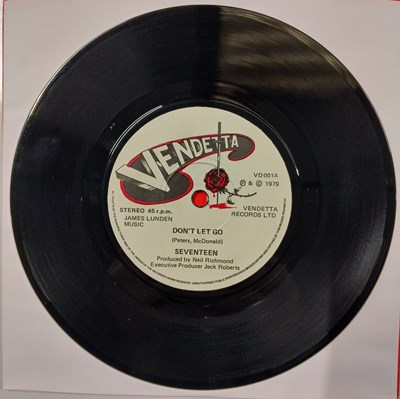 VENDETTA
VD 001A
℗ & © 1979
STEREO 45 r.p.m.
JAMES LUNDEN
MUSIC
VENDETTA
RECORDS LTD
DON'T LET GO
(Peters, McDonald)
SEVENTEEN
Produced by Neil Richmond
Executive Producer Jack Roberts